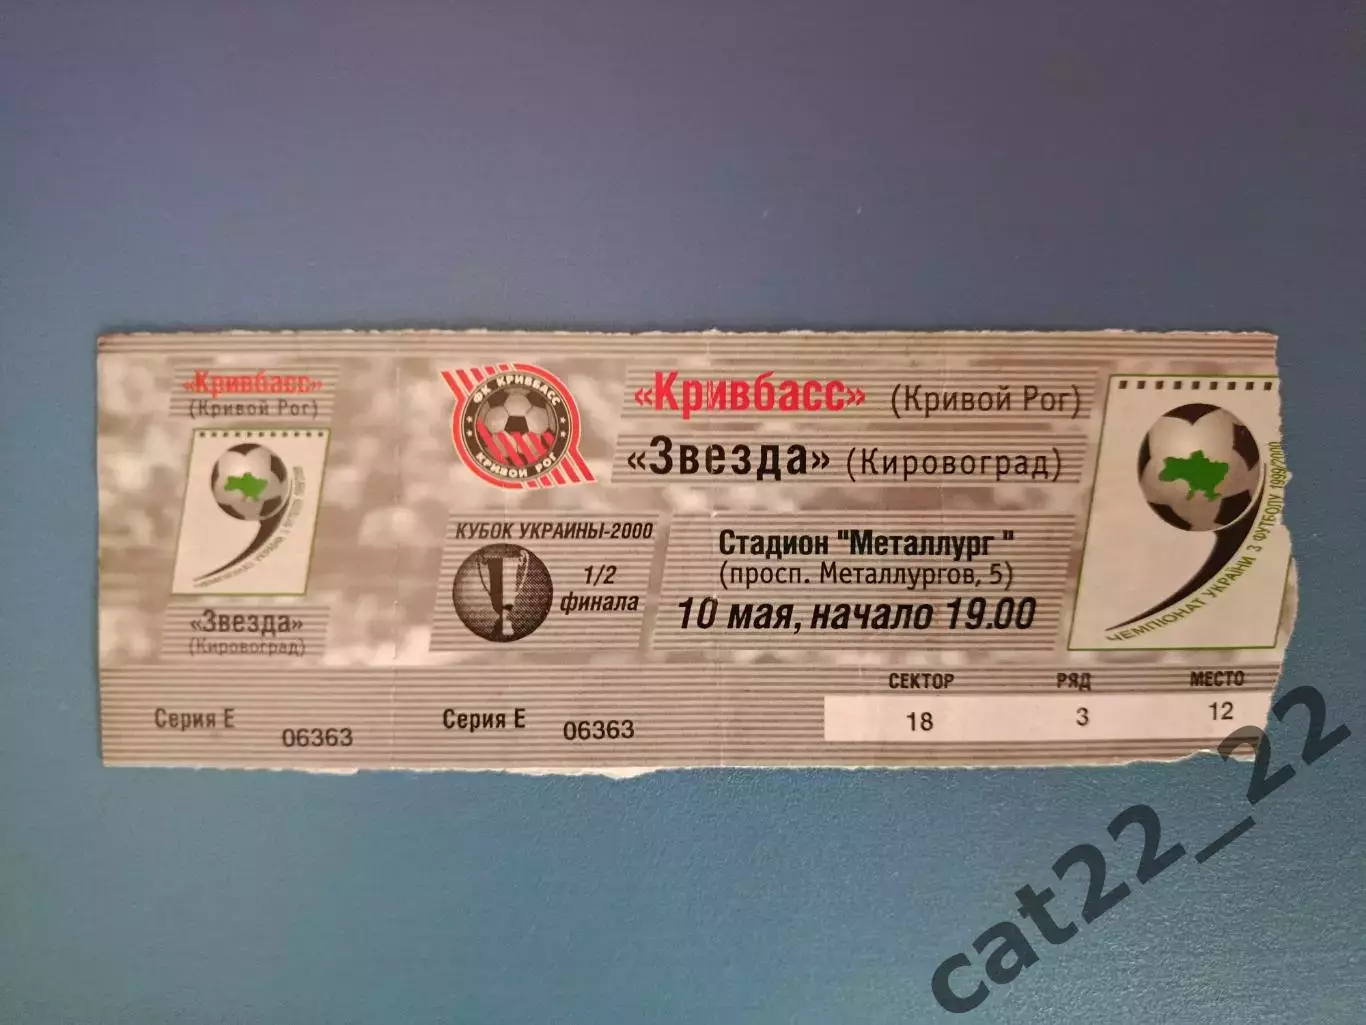 «Кривбасс»
(Кривой Рог)
«Звезда»
(Кировоград)
Серия Е 06363
ФК КРИВБАСС
КРИВОЙ РОГ
«Кривбасс» (Кривой Рог)
«Звезда» (Кировоград)
КУБОК УКРАИНЫ-2000
1/2
финала
Стадион "Металлург "
(просп. Металлургов, 5)
10 мая, начало 19.00
ЧЕМПІОНАТ УКРАЇНИ З ФУТБОЛУ 1999/2000
Серия Е 06363
СЕКТОР РЯД МЕСТО
18 3 12
cat22_22